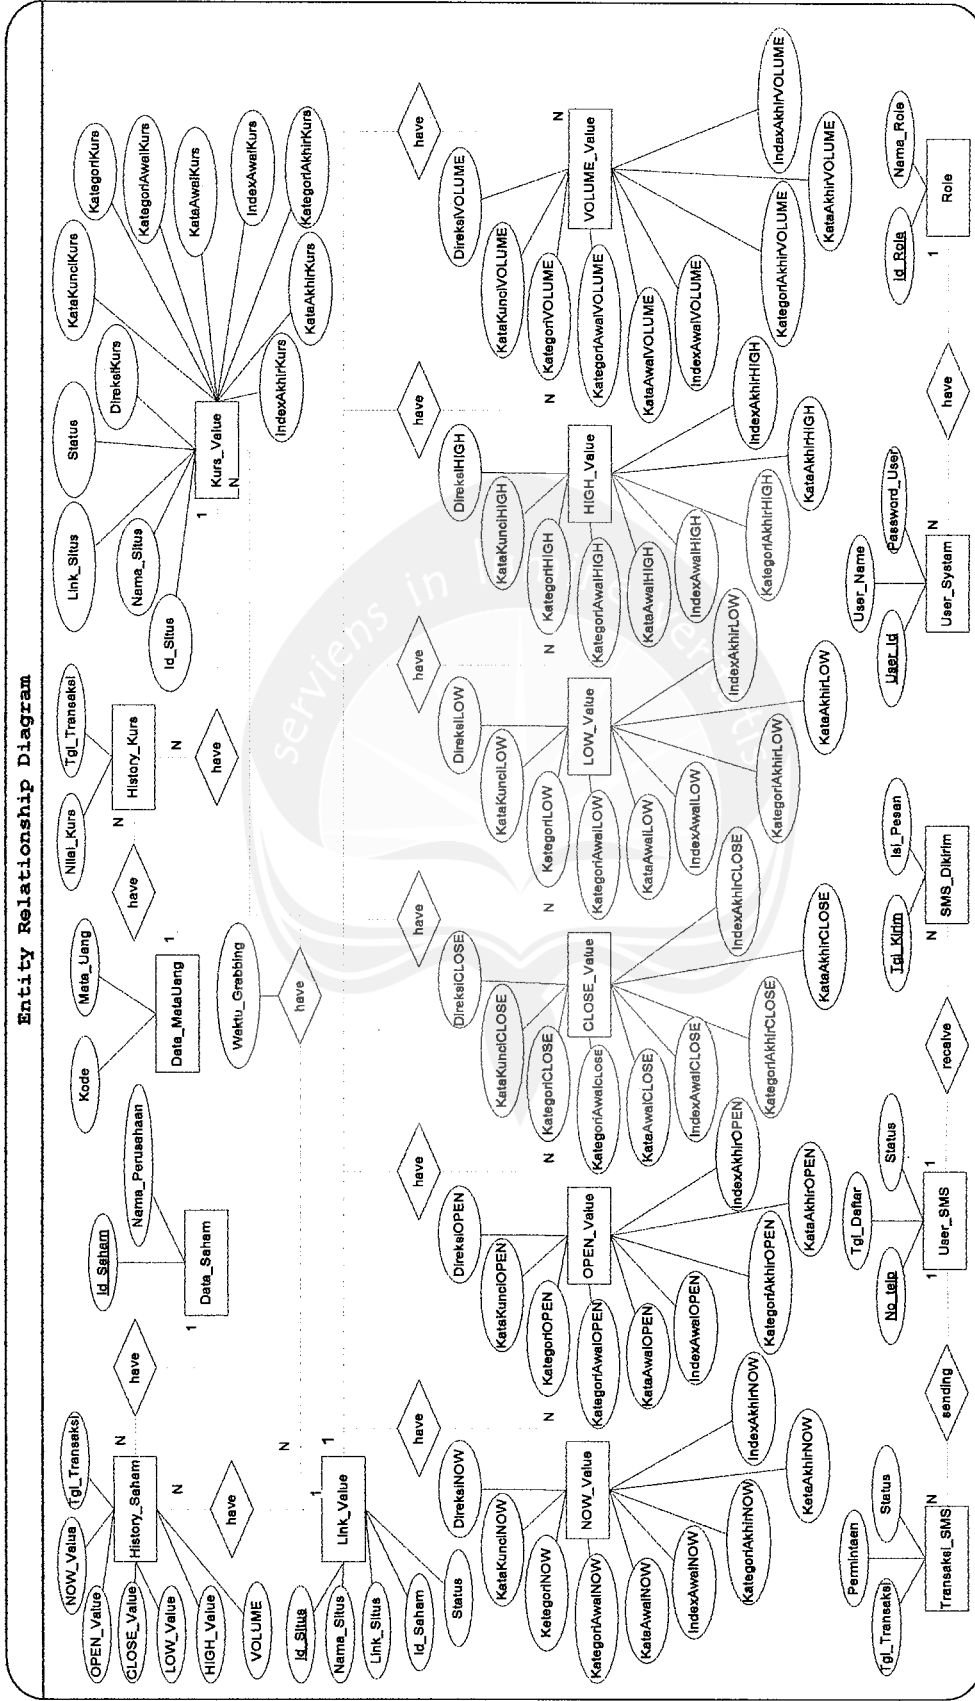 Entity Relationship Diagram
NOW_Value
Tgl_Transaksi
OPEN_Value
CLOSE_Value
LOW_Value
HIGH_Value
VOLUME
History_Saham
N
N
have
have
Id_Saham
Nama_Perusahaan
Data_Saham
1
Kode
Mata_Uang
Data_MataUang
1
have
Nilai_Kurs
Tgl_Transaksi
History_Kurs
N
N
have
Link_Situs
Status
Nama_Situs
Id_Situs
DireksiKurs
KataKunciKurs
KategoriKurs
KategoriAwalKurs
KataAwalKurs
IndexAwalKurs
KategoriAkhirKurs
KataAkhirKurs
IndexAkhirKurs
Kurs_Value
1
N
Waktu_Grabbing
have
N
1
1
Link_Value
Id_Situs
Nama_Situs
Link_Situs
Id_Saham
Status
have
have
have
have
have
have
N
DireksiNOW
KataKunciNOW
KategoriNOW
KategoriAwalNOW
KataAwalNOW
IndexAwalNOW
KategoriAkhirNOW
KataAkhirNOW
IndexAkhirNOW
NOW_Value
N
DireksiOPEN
KataKunciOPEN
KategoriOPEN
KategoriAwalOPEN
KataAwalOPEN
IndexAwalOPEN
KategoriAkhirOPEN
KataAkhirOPEN
IndexAkhirOPEN
OPEN_Value
N
DireksiCLOSE
KataKunciCLOSE
KategoriCLOSE
KategoriAwalCLOSE
KataAwalCLOSE
IndexAwalCLOSE
KategoriAkhirCLOSE
KataAkhirCLOSE
IndexAkhirCLOSE
CLOSE_Value
N
DireksiLOW
KataKunciLOW
KategoriLOW
KategoriAwalLOW
KataAwalLOW
IndexAwalLOW
KategoriAkhirLOW
KataAkhirLOW
IndexAkhirLOW
LOW_Value
N
DireksiHIGH
KataKunciHIGH
KategoriHIGH
KategoriAwalHIGH
KataAwalHIGH
IndexAwalHIGH
KategoriAkhirHIGH
KataAkhirHIGH
IndexAkhirHIGH
HIGH_Value
N
DireksiVOLUME
KataKunciVOLUME
KategoriVOLUME
KategoriAwalVOLUME
KataAwalVOLUME
IndexAwalVOLUME
KategoriAkhirVOLUME
KataAkhirVOLUME
IndexAkhirVOLUME
VOLUME_Value
Tgl_Transaksi
Permintaan
Status
Transaksi_SMS
N
sending
1
No_telp
Tgl_Daftar
Status
User_SMS
1
receive
N
Tgl_Kirim
Isi_Pesan
SMS_Dikirim
User_Id
User_Name
Password_User
User_System
N
have
1
Id_Role
Nama_Role
Role
serviens in